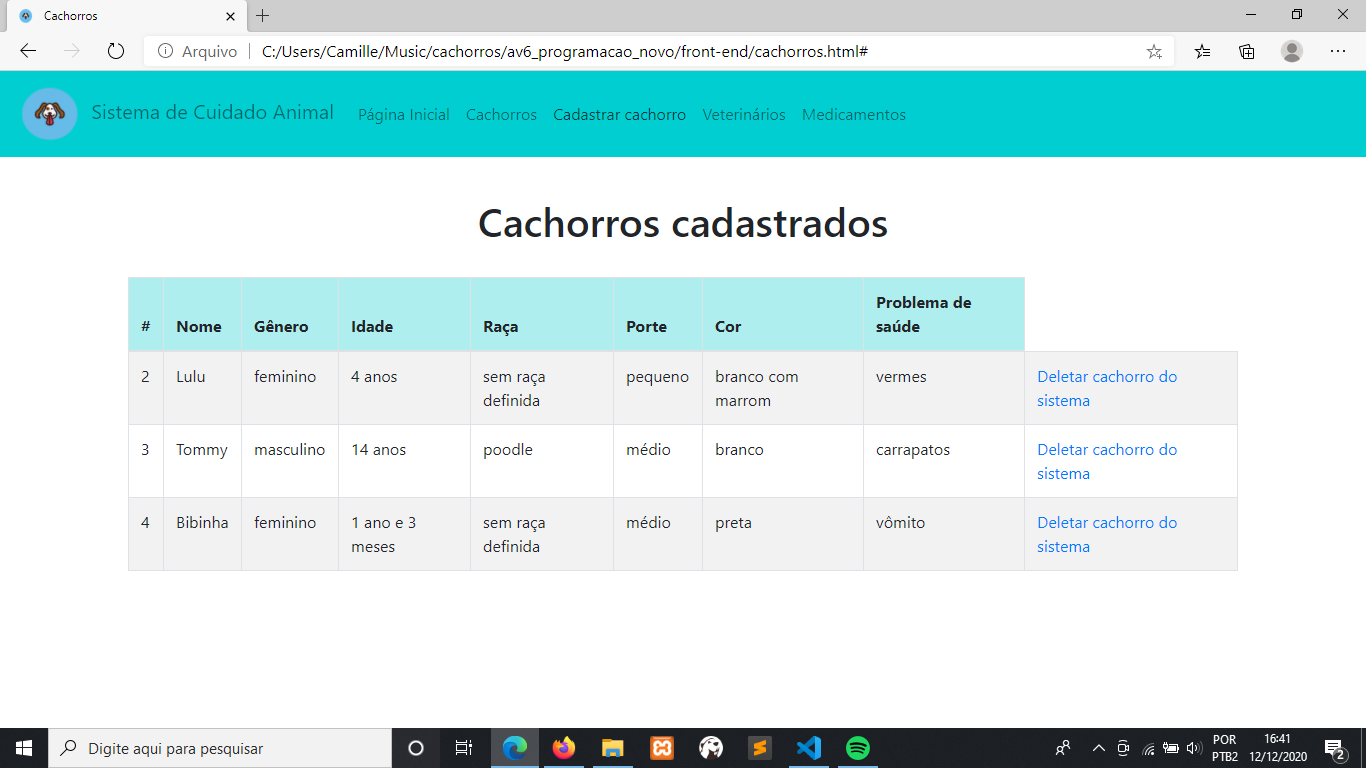 Cachorros
Arquivo C:/Users/Camille/Music/cachorros/av6_programacao_novo/front-end/cachorros.html#
Sistema de Cuidado Animal Página Inicial Cachorros Cadastrar cachorro Veterinários Medicamentos
Cachorros cadastrados
# Nome Gênero Idade Raça Porte Cor Problema de
saúde
2 Lulu feminino 4 anos sem raça pequeno branco com vermes Deletar cachorro do
definida marrom sistema
3 Tommy masculino 14 anos poodle médio branco carrapatos Deletar cachorro do
sistema
4 Bibinha feminino 1 ano e 3 sem raça médio preta vômito Deletar cachorro do
meses definida sistema
Digite aqui para pesquisar
POR 16:41
PTB2 12/12/2020 2